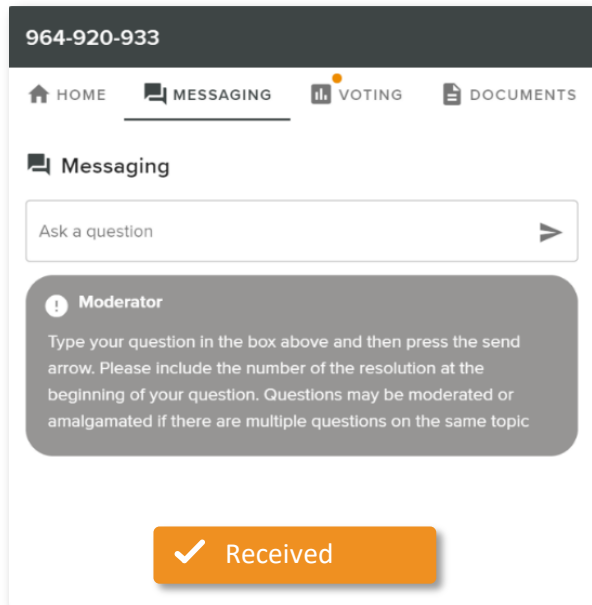 964-920-933
HOME MESSAGING VOTING DOCUMENTS
Messaging
Ask a question
Moderator
Type your question in the box above and then press the send
arrow. Please include the number of the resolution at the
beginning of your question. Questions may be moderated or
amalgamated if there are multiple questions on the same topic
Received